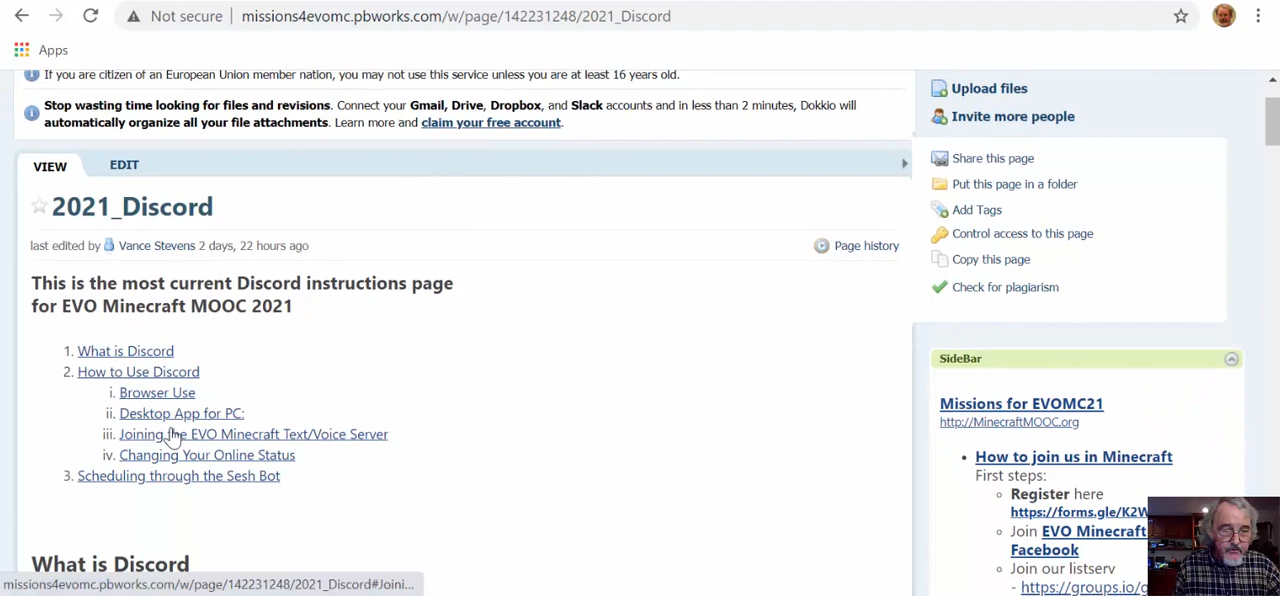 Not secure
missions4evomc.pbworks.com/w/page/142231248/2021_Discord
Apps
If you are citizen of an European Union member nation, you may not use this service unless you are at least 16 years old.
Stop wasting time looking for files and revisions. Connect your Gmail, Drive, Dropbox, and Slack accounts and in less than 2 minutes, Dokkio will
automatically organize all your file attachments. Learn more and claim your free account.
VIEW
EDIT
2021_Discord
last edited by Vance Stevens 2 days, 22 hours ago
Page history
This is the most current Discord instructions page
for EVO Minecraft MOOC 2021
1. What is Discord
2. How to Use Discord
i. Browser Use
ii. Desktop App for PC:
iii. Joining the EVO Minecraft Text/Voice Server
iv. Changing Your Online Status
3. Scheduling through the Sesh Bot
What is Discord
missions4evomc.pbworks.com/w/page/142231248/2021_Discord#Joini...
Upload files
Invite more people
Share this page
Put this page in a folder
Add Tags
Control access to this page
Copy this page
Check for plagiarism
SideBar
Missions for EVOMC21
http://MinecraftMOOC.org
• How to join us in Minecraft
First steps:
Register here
https://forms.gle/K2W
Join EVO Minecraft
Facebook
Join our listserv
- https://groups.io/g